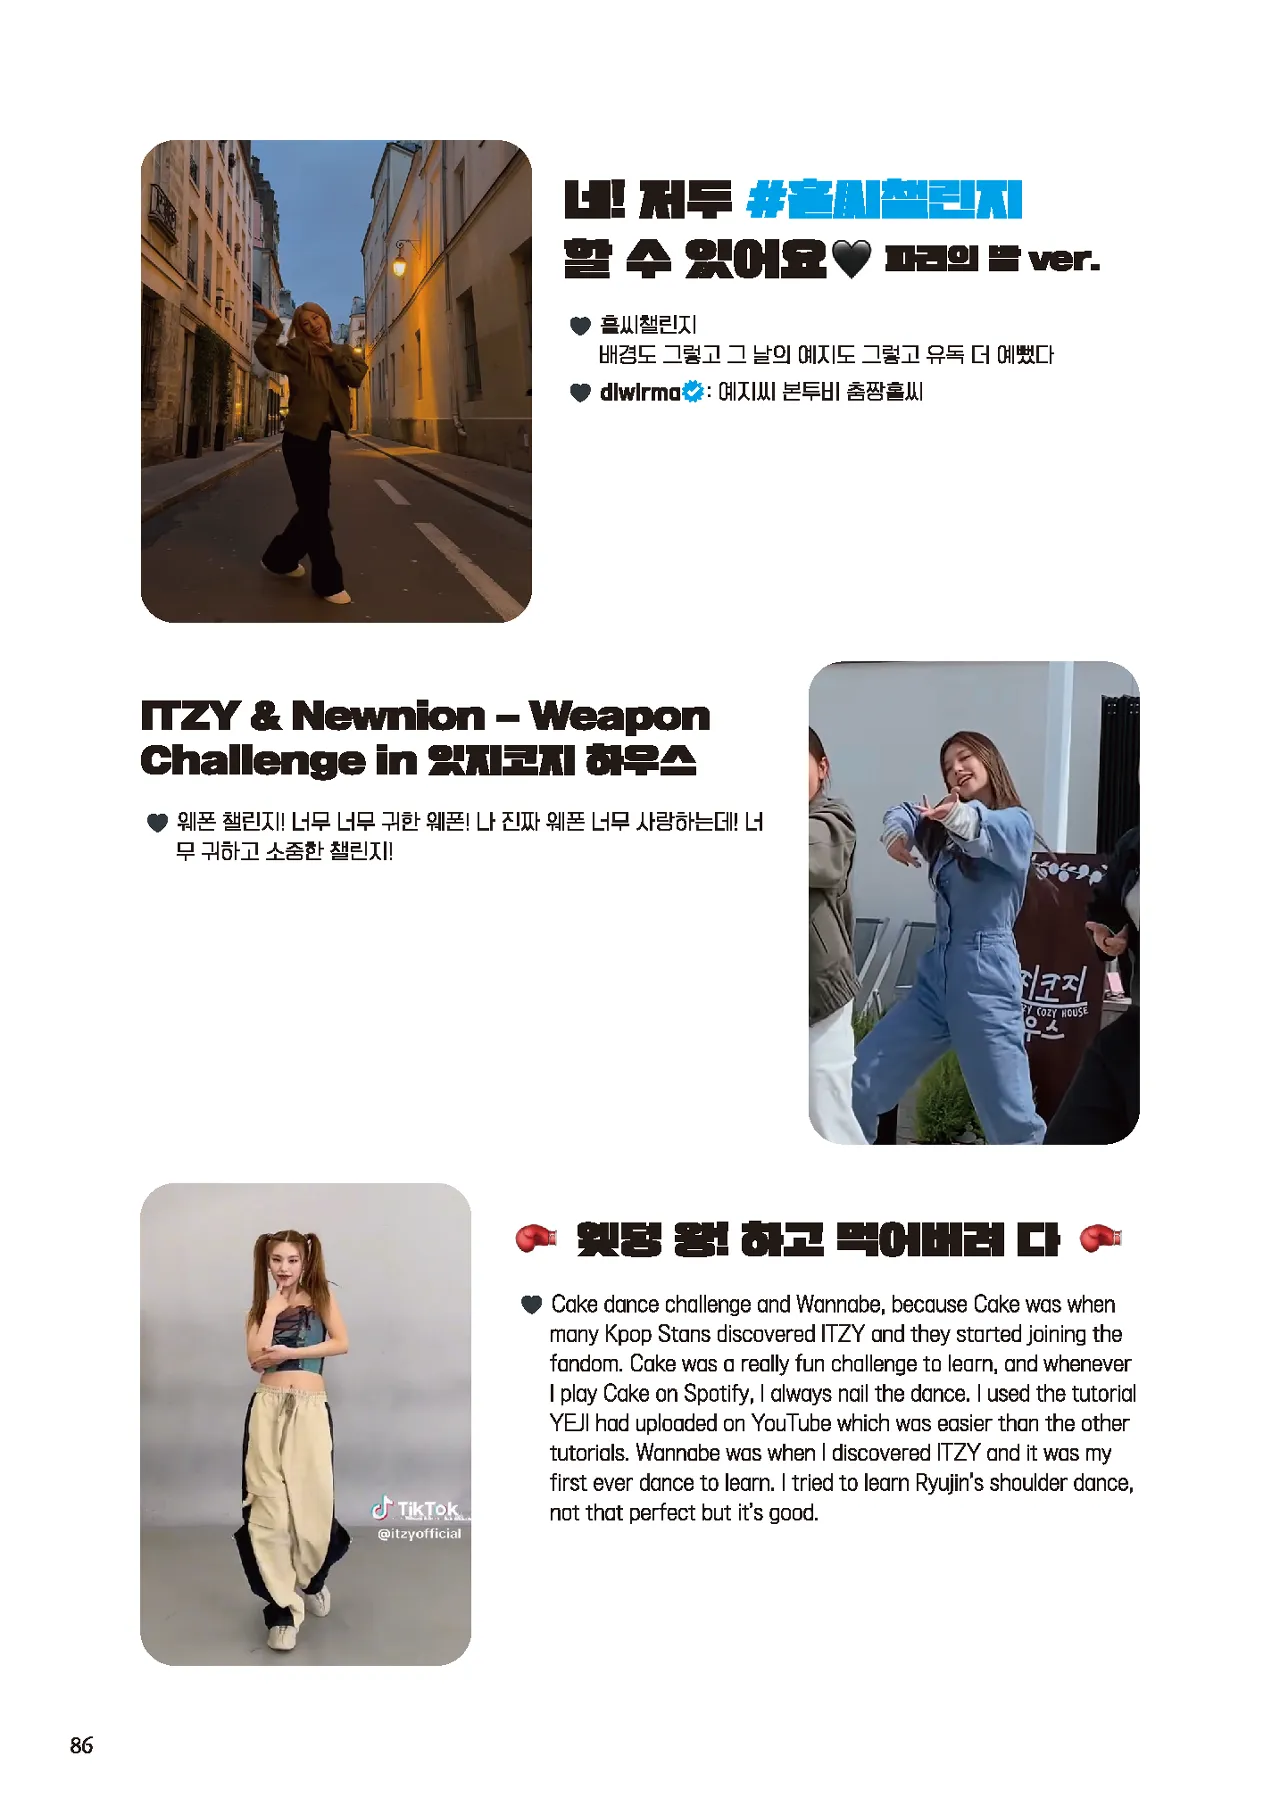 네! 저두 #홀씨챌린지
할 수 있어요🖤 파리의 밤 ver.
🖤 홀씨챌린지
배경도 그렇고 그 날의 예지도 그렇고 유독 더 예뻤다
🖤 dlwlrma: 예지씨 본투비 춤짱홀씨
ITZY & Newnion – Weapon
Challenge in 있지코지 하우스
🖤 웨폰 챌린지! 너무 너무 귀한 웨폰! 나 진짜 웨폰 너무 사랑하는데! 너
무 귀하고 소중한 챌린지!
지코지
ZY COZY HOUSE
우스
🥊 웻덩 왕! 하고 먹어버려 다 🥊
🖤 Cake dance challenge and Wannabe, because Cake was when
many Kpop Stans discovered ITZY and they started joining the
fandom. Cake was a really fun challenge to learn, and whenever
I play Cake on Spotify, I always nail the dance. I used the tutorial
YEJI had uploaded on YouTube which was easier than the other
tutorials. Wannabe was when I discovered ITZY and it was my
first ever dance to learn. I tried to learn Ryujin's shoulder dance,
not that perfect but it's good.
TikTok
@itzyofficial
86